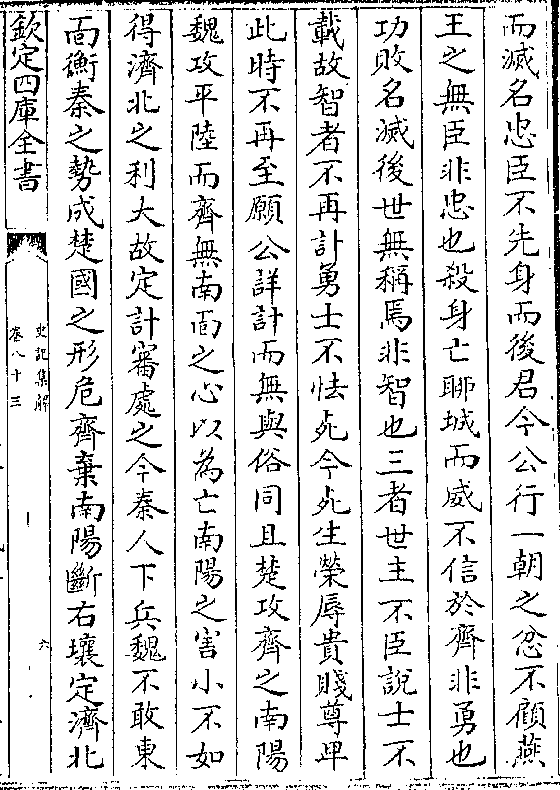 而滅名忠臣不先身而後君今公行一朝之忿不顧燕
王之無臣非忠也殺身亡聊城而威不信於齊非勇也
功敗名滅後世無稱焉非智也三者世主不臣說士不
載故智者不再計勇士不怯死今死生榮辱貴賤尊卑
此時不再至願公詳計而無與俗同且楚攻齊之南陽
魏攻平陸而齊無南面之心以為亡南陽之害小不如
得濟北之利大故定計審處之今秦人下兵魏不敢東
面衡秦之勢成楚國之形危齊棄南陽斷右壤定濟北
欽定四庫全書
史記集解
卷八十三
六